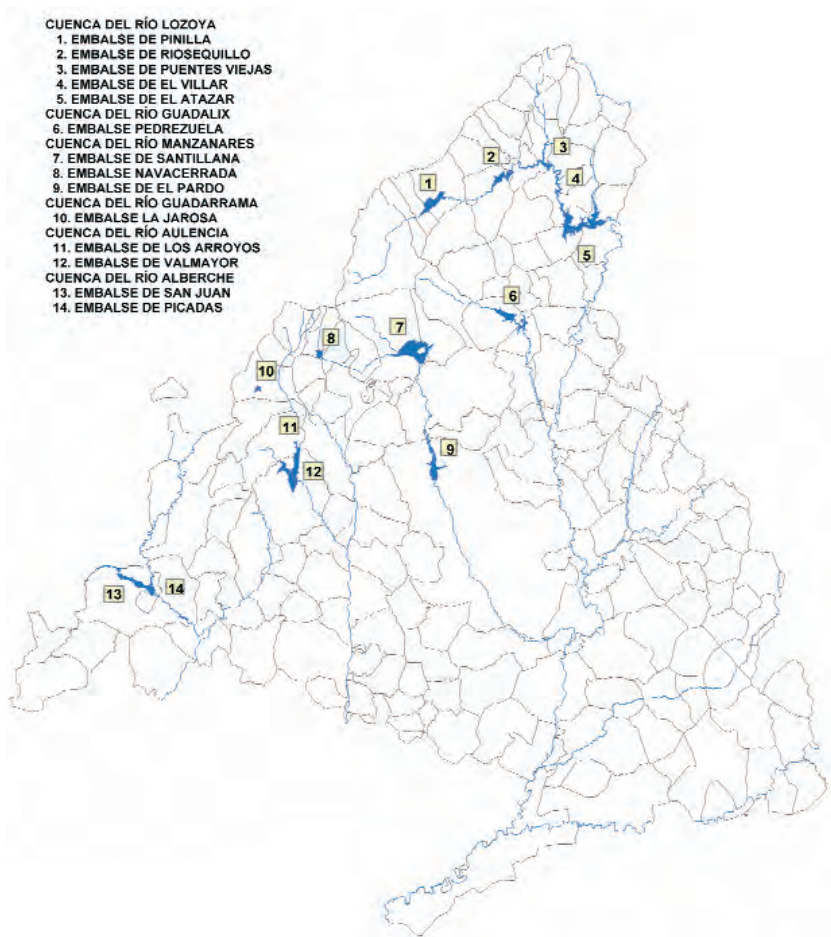 CUENCA DEL RÍO LOZOYA
1. EMBALSE DE PINILLA
2. EMBALSE DE RIOSEQUILLO
3. EMBALSE DE PUENTES VIEJAS
4. EMBALSE DE EL VILLAR
5. EMBALSE DE EL ATAZAR
CUENCA DEL RÍO GUADALIX
6. EMBALSE PEDREZUELA
CUENCA DEL RÍO MANZANARES
7. EMBALSE DE SANTILLANA
8. EMBALSE NAVACERRADA
9. EMBALSE DE EL PARDO
CUENCA DEL RÍO GUADARRAMA
10. EMBALSE LA JAROSA
CUENCA DEL RÍO AULENCIA
11. EMBALSE DE LOS ARROYOS
12. EMBALSE DE VALMAYOR
CUENCA DEL RÍO ALBERCHE
13. EMBALSE DE SAN JUAN
14. EMBALSE DE PICADAS
3
2
4
1
5
6
7
8
10
11
9
12
14
13